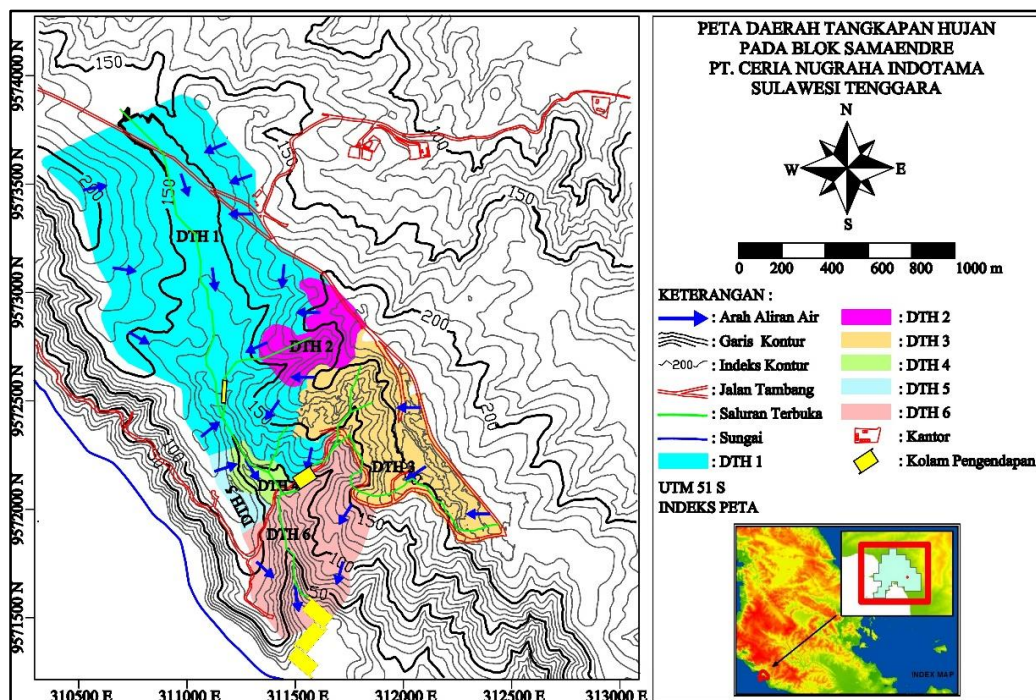 PETA DAERAH TANGKAPAN HUJAN
PADA BLOK SAMAENDRE
PT. CERIA NUGRAHA INDOTAMA
SULAWESI TENGGARA
N
W E
S
0 200 400 600 800 1000 m
KETERANGAN :
: Arah Aliran Air
: Garis Kontur
-200- : Indeks Kontur
: Jalan Tambang
: Saluran Terbuka
: Sungai
: DTH 1
: DTH 2
: DTH 3
: DTH 4
: DTH 5
: DTH 6
: Kantor
: Kolam Pengendapan
UTM 51 S
INDEKS PETA
INDEX MAP
9574000 N
9573500 N
9573000 N
9572500 N
9572000 N
9571500 N
310500 E 311000 E 311500 E 312000 E 312500 E 313000 E
150
150
200
150
100
150
200
200
150
100
150
100
50
DTH 1
DTH 2
DTH 3
DTH 4
DTH 5
DTH 6